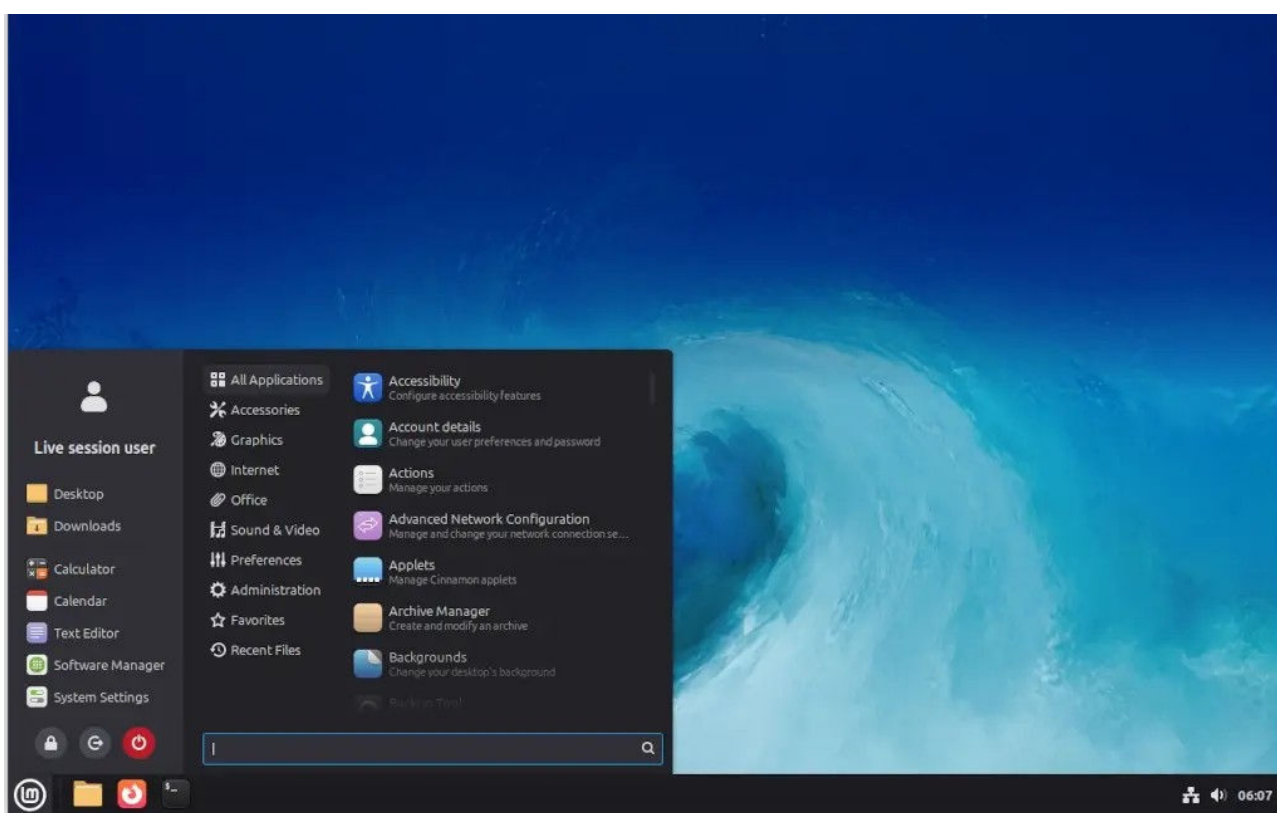 Live session user
Desktop
Downloads
Calculator
Calendar
Text Editor
Software Manager
System Settings
All Applications
Accessories
Graphics
Internet
Office
Sound & Video
Preferences
Administration
Favorites
Recent Files
Accessibility
Configure accessibility features
Account details
Change your user preferences and password
Actions
Manage your actions
Advanced Network Configuration
Manage and change your network connection se...
Applets
Manage Cinnamon applets
Archive Manager
Create and modify an archive
Backgrounds
Change your desktop's background
Backup Tool
06:07